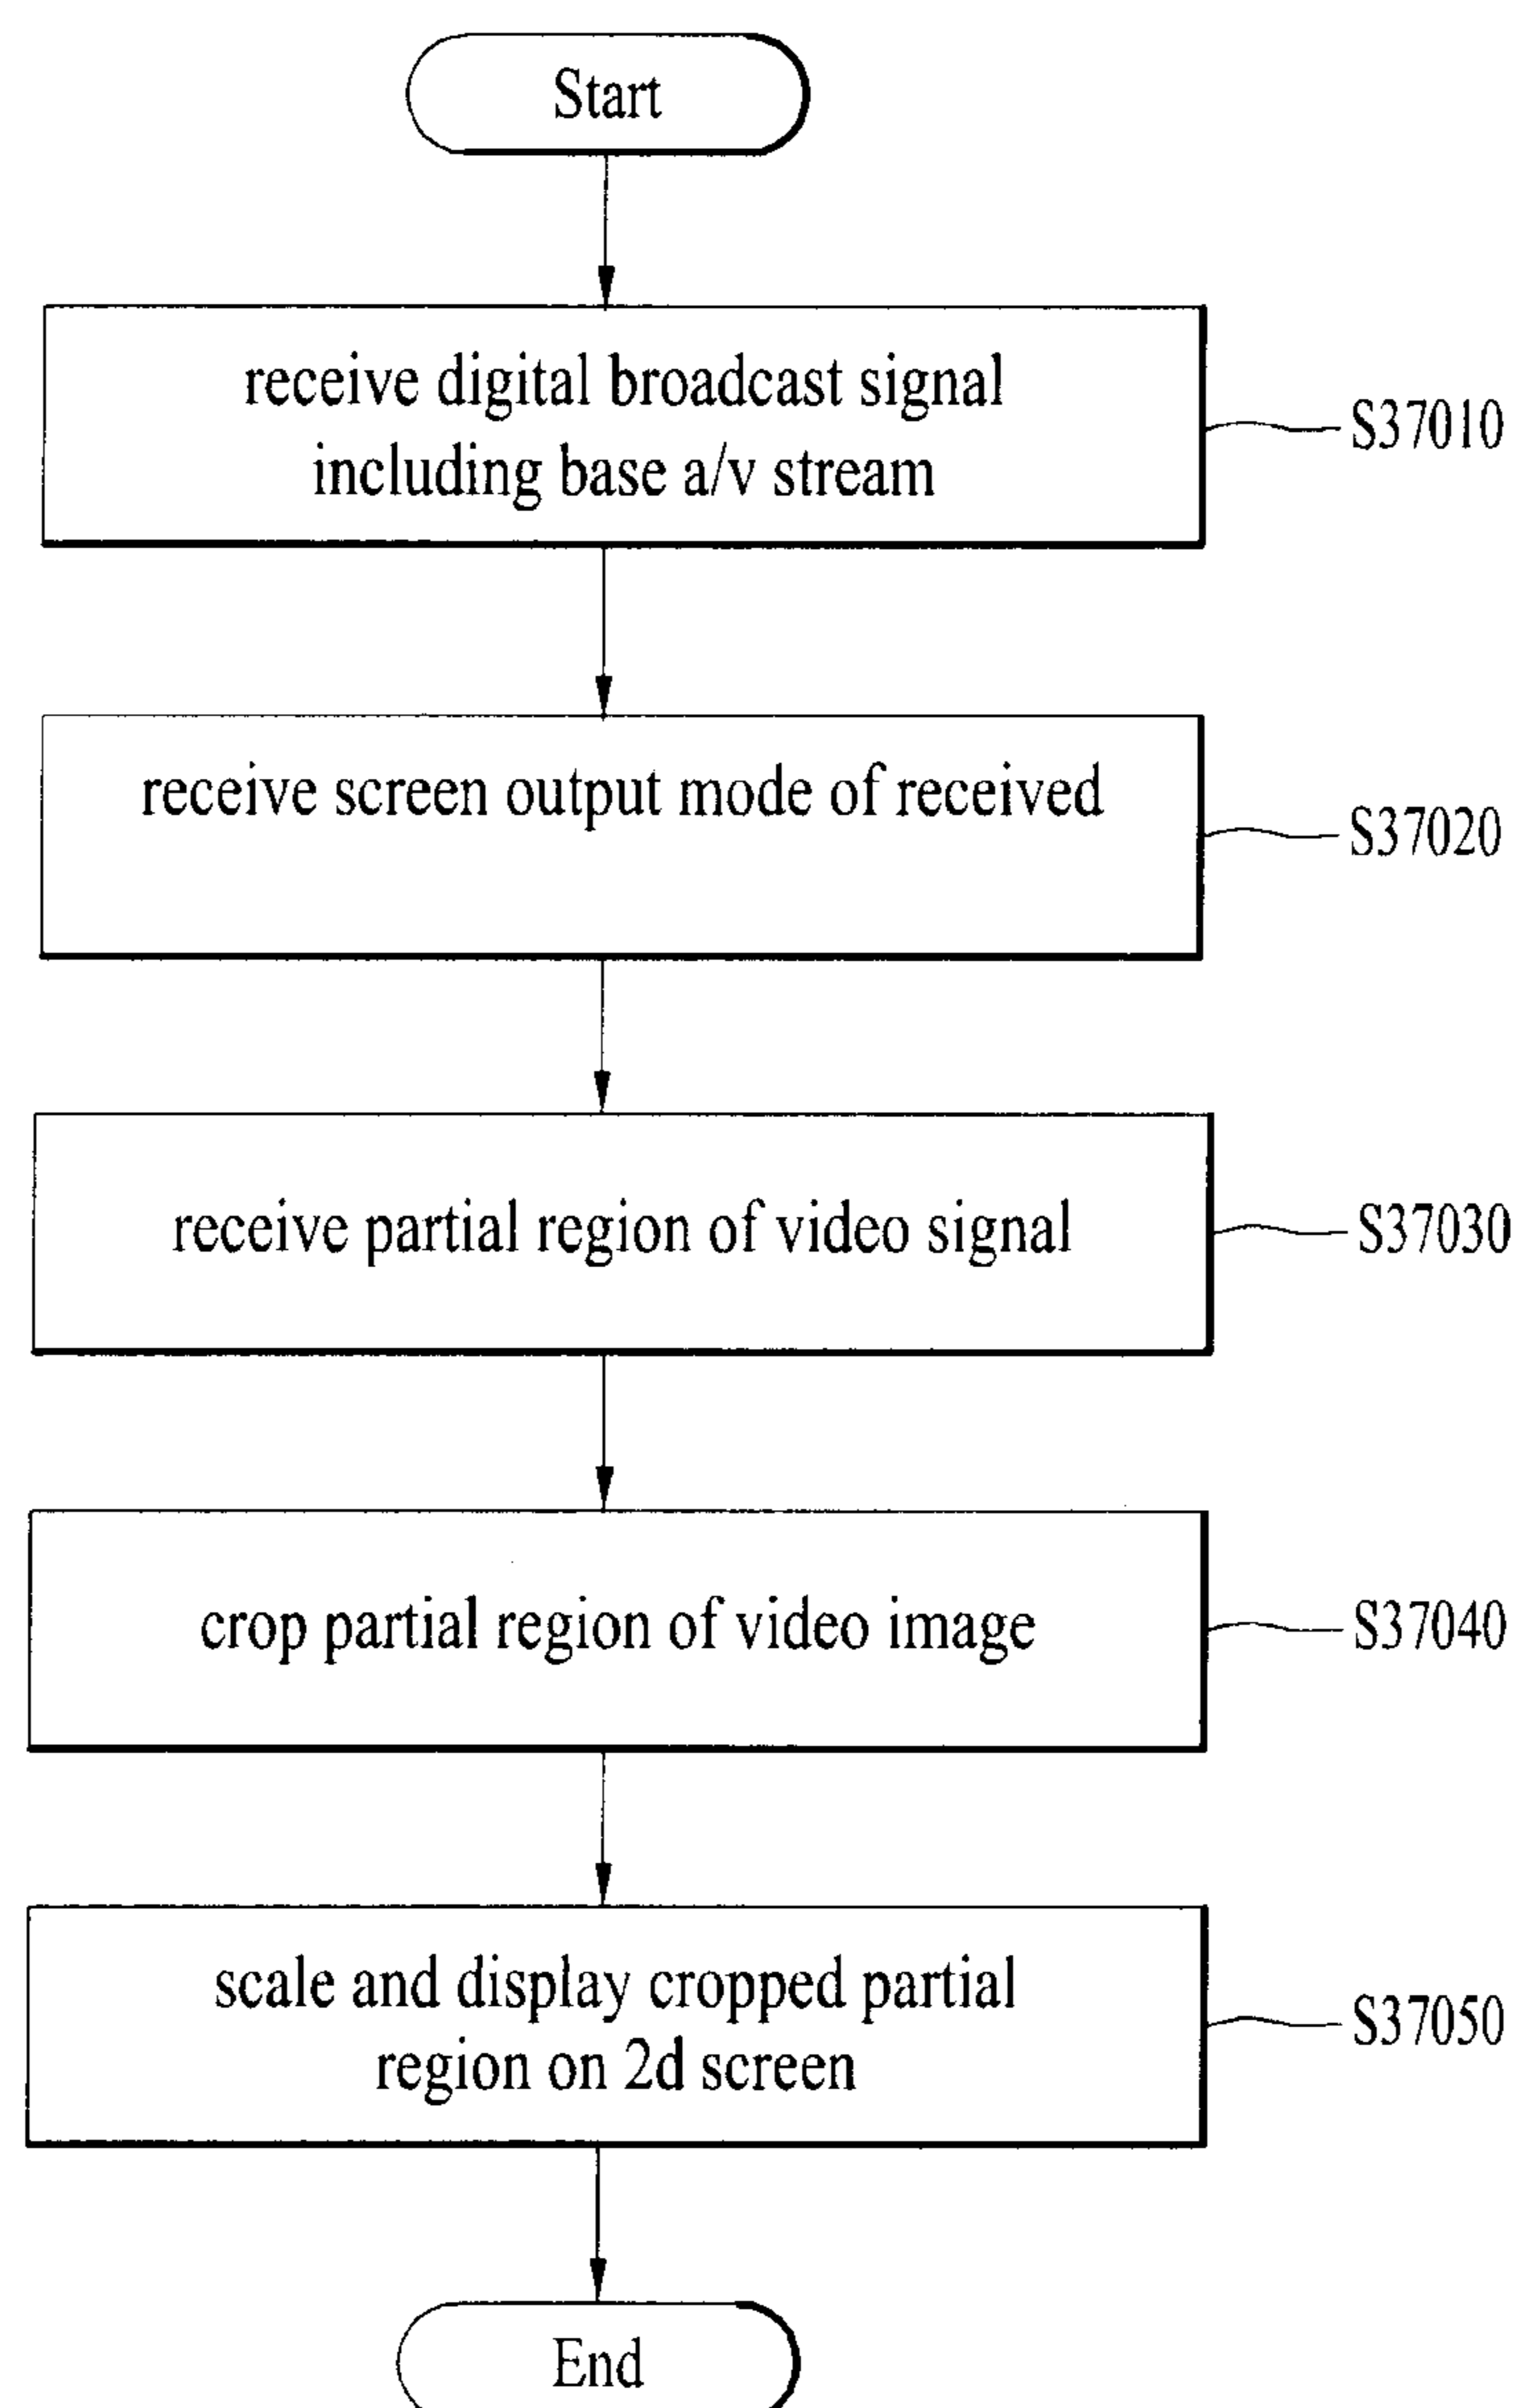 Start
receive digital broadcast signal
including base a/v stream
S37010
receive screen output mode of received
S37020
receive partial region of video signal
S37030
crop partial region of video image
S37040
scale and display cropped partial
region on 2d screen
S37050
End